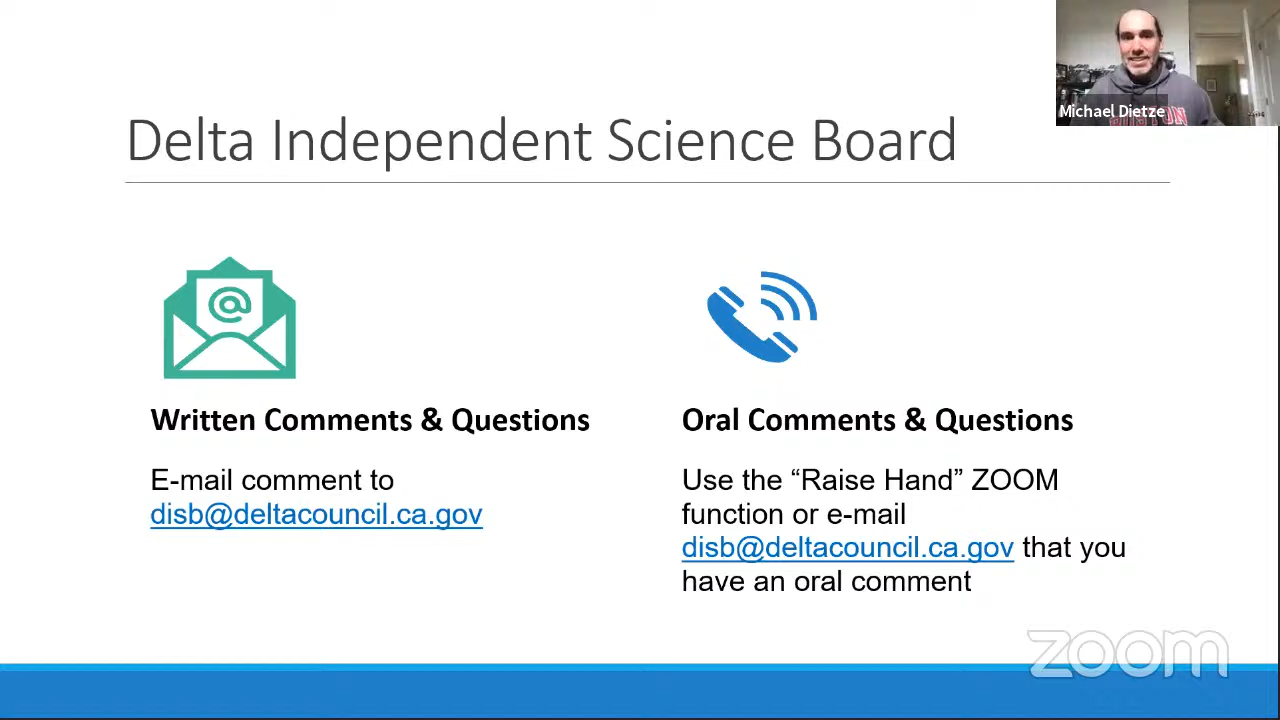 Michael Dietze
Delta Independent Science Board
@
Written Comments & Questions
E-mail comment to
disb@deltacouncil.ca.gov
Oral Comments & Questions
Use the “Raise Hand” ZOOM
function or e-mail
disb@deltacouncil.ca.gov that you
have an oral comment
zoom